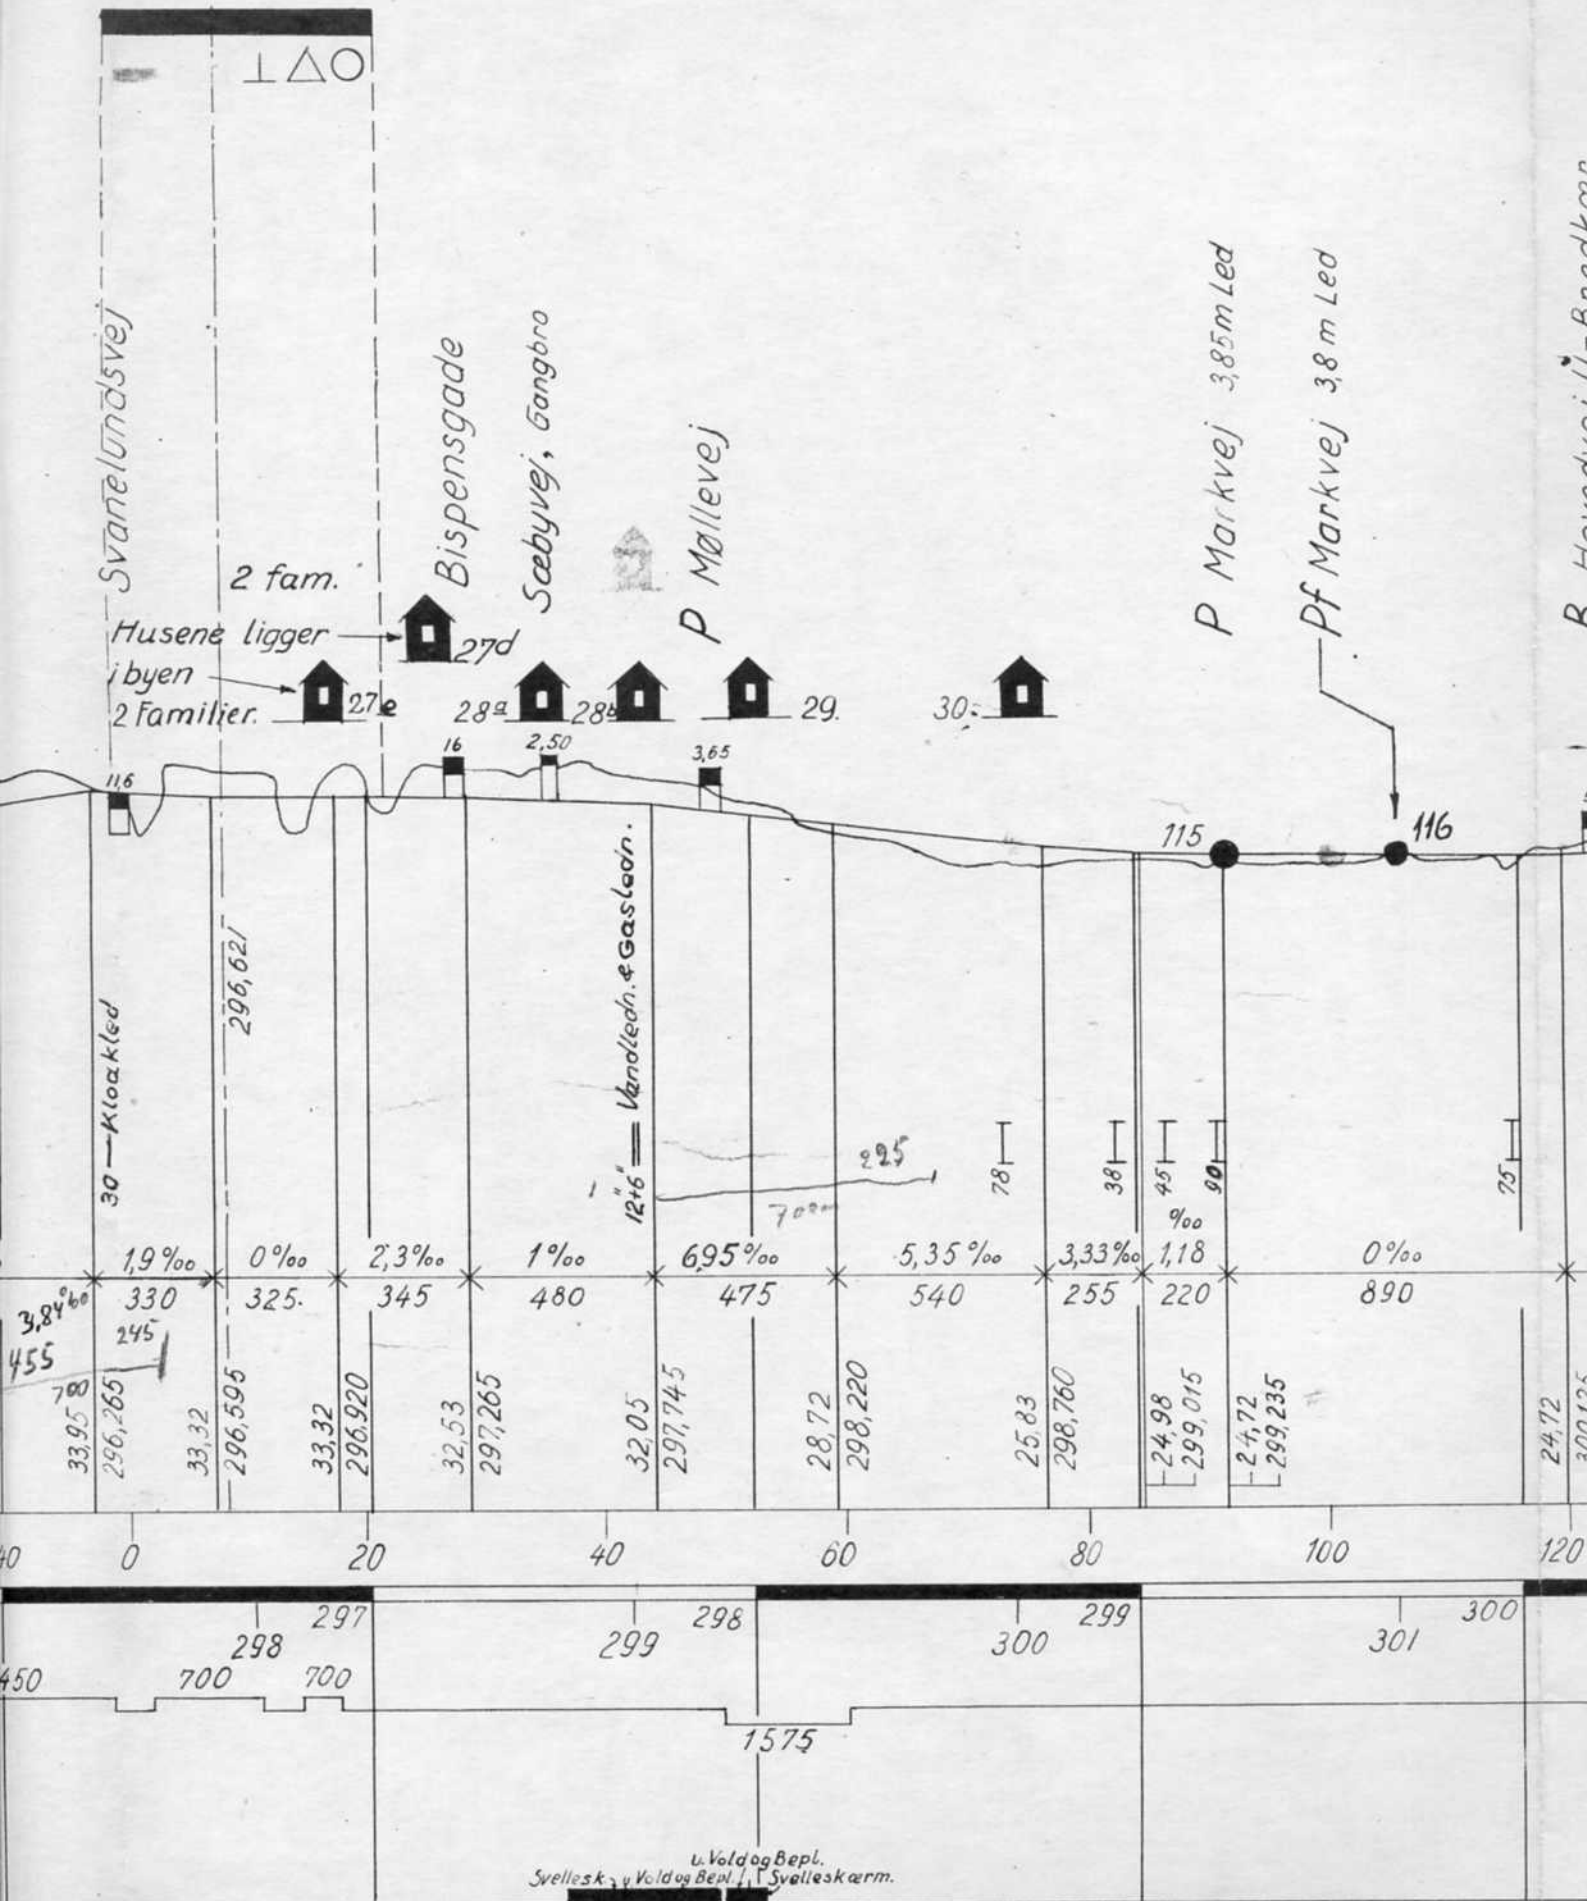 ⊥△O
Svanelundsvej
Bispensgade
Sæbyvej, Gangbro
P Møllevej
P Markvej 3,85m Led
Pf Markvej 3,8 m Led
2 fam.
Husene ligger
i byen
2 Familier.
27d
27e
28a
28b
29.
30-
11,6
16
2,50
3,65
115
116
296,621
30 — Kloakled
12"+6" = Vandledn. & Gasledn.
225
700m
78
38
45
90
75
1,9‰ 0‰ 2,3‰ 1‰ 6,95‰ 5,35‰ 3,33‰ ‰ 1,18 0‰
3,84‰ 330 325. 345 480 475 540 255 220 890
455
245
700
33,95
296,265
33,32
296,595
33,32
296,920
32,53
297,265
32,05
297,745
28,72
298,220
25,83
298,760
24,98
299,015
24,72
299,235
24,72
40 0 20 40 60 80 100 120
297 298 299 300
298 299 300 301
450 700 700
1575
u. Vold og Bepl.
Svellesk. u Vold og Bepl. Svelleskærm.